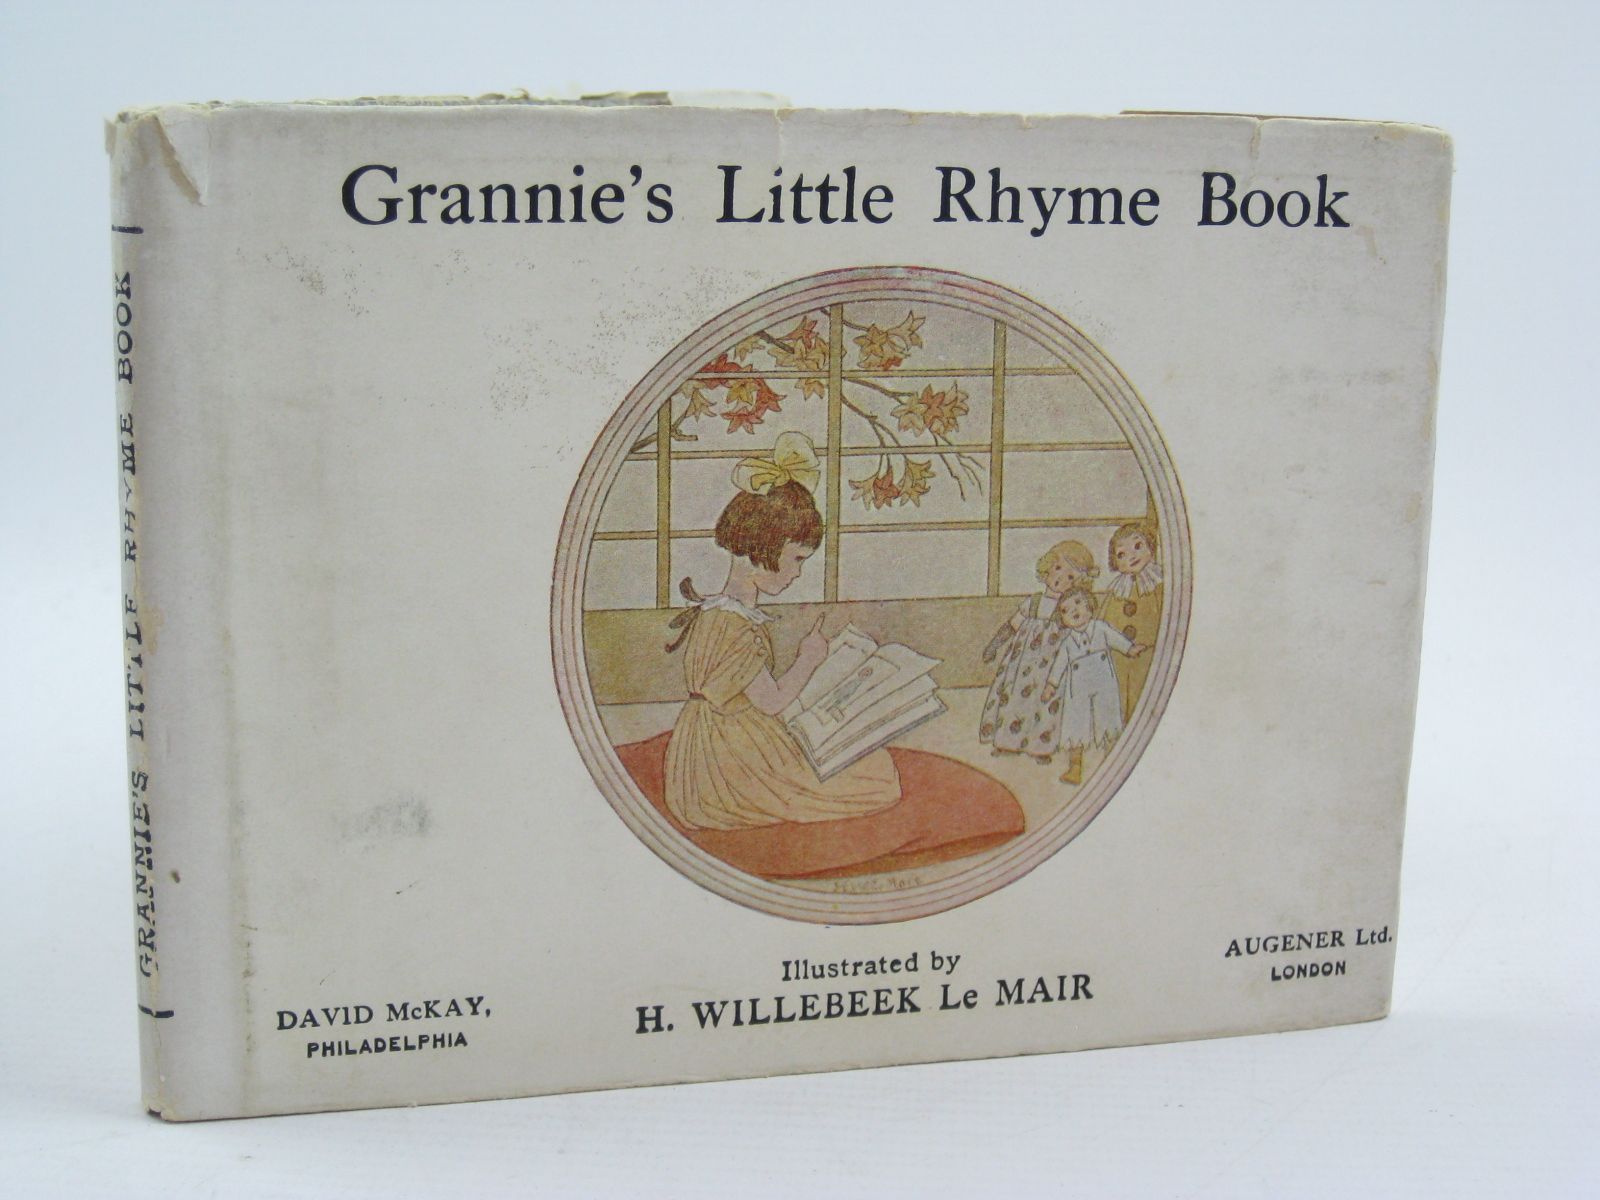 Grannie's Little Rhyme Book
GRANNIE'S LITTLE RHYME BOOK
Illustrated by
H. WILLEBEEK Le MAIR
DAVID McKAY,
PHILADELPHIA
AUGENER Ltd.
LONDON